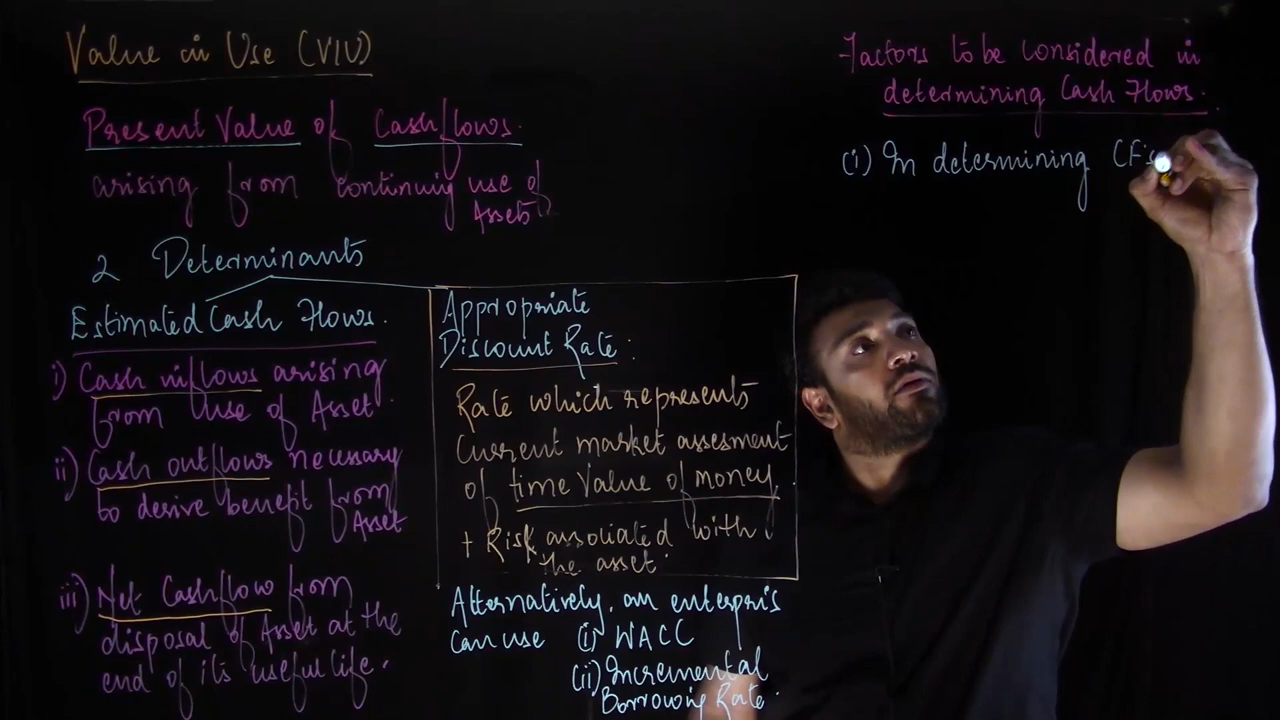 Value in Use (VIU)
Present Value of Cashflows.
arising from continuing use of
Assets
2 Determinants
Estimated Cash Flows.
i) Cash inflows arising
from use of Asset.
ii) Cash outflows necessary
to derive benefit from
Asset
iii) Net Cashflow from
disposal of Asset at the
end of its useful life.
Appropriate
Discount Rate:
Rate which represents
Current market assesment
of time Value of money.
+ Risk associated with
the asset.
Alternatively, an enterpris
can use (i) WACC
(ii) Incremental
Borrowing Rate.
Factors to be considered in
determining Cash Flows.
(i) In determining CFs